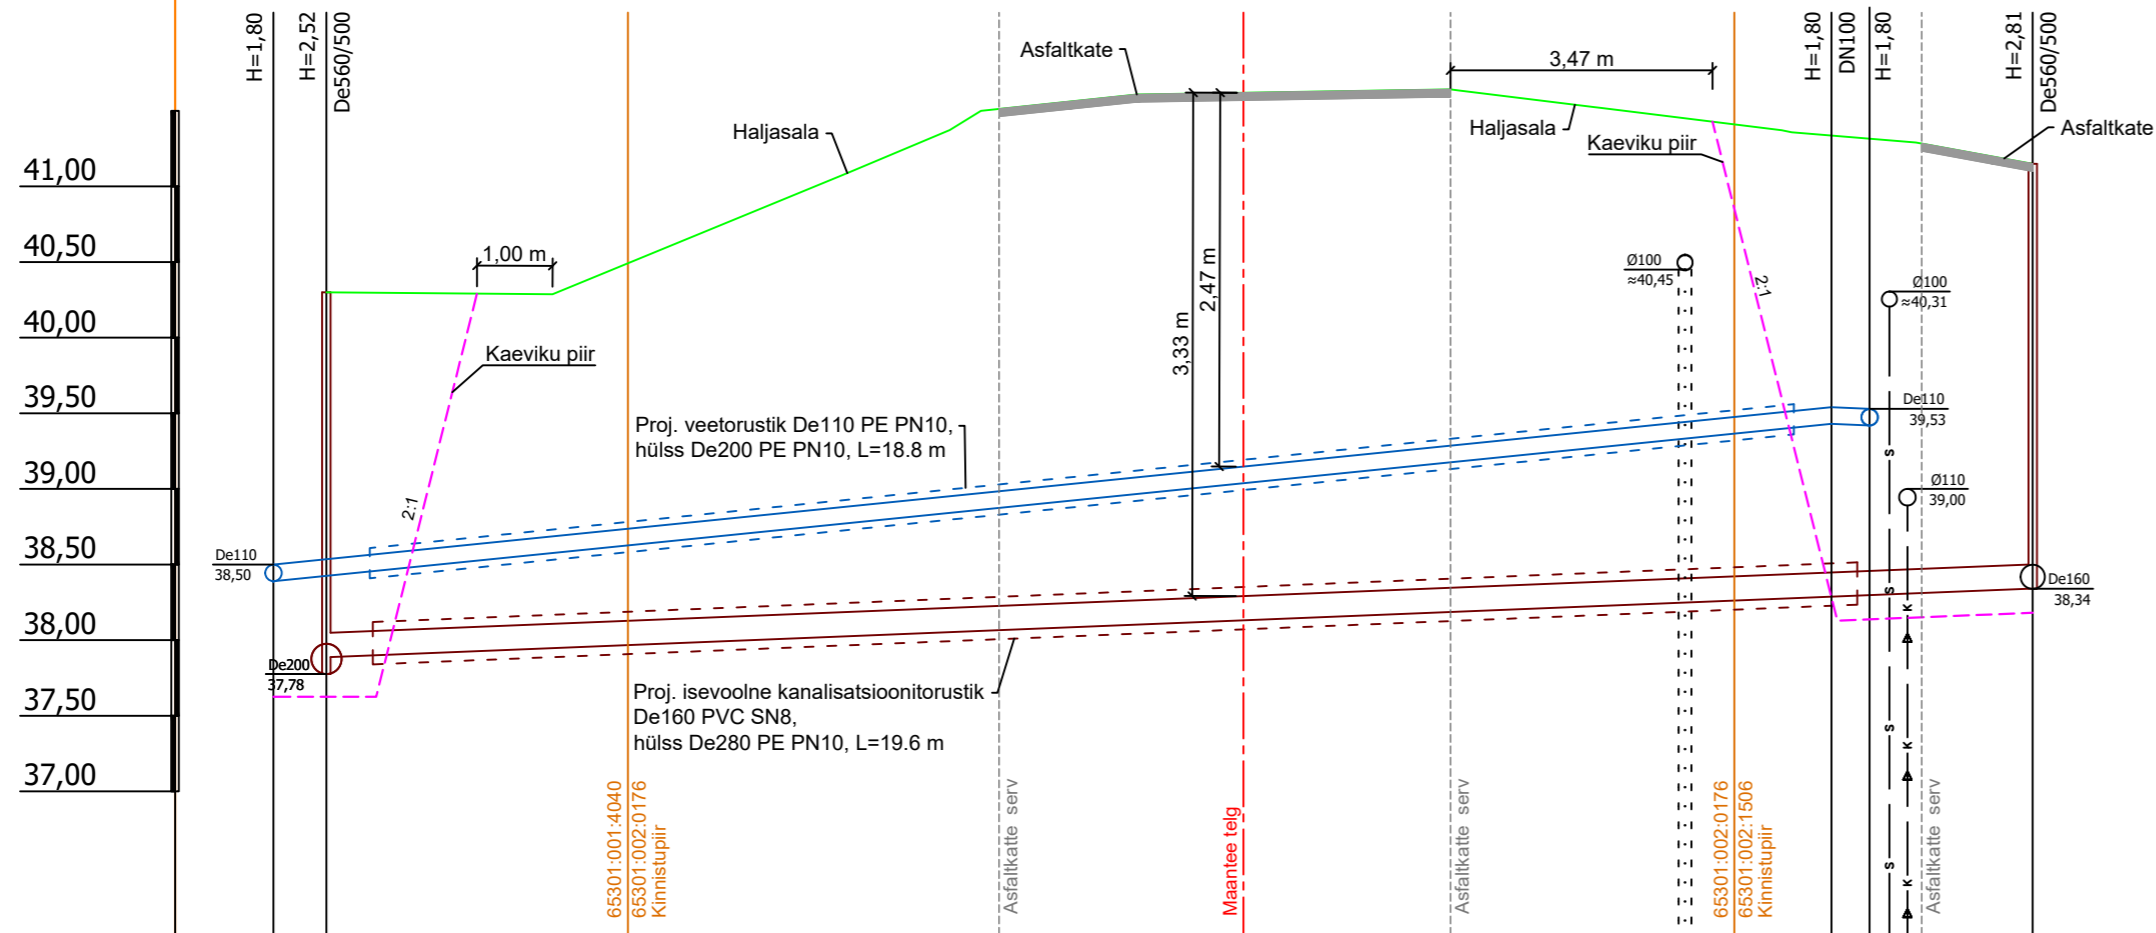 H=1,80
H=2,52
De560/500
Asfaltkate
3,47 m
H=1,80
DN100
H=1,80
H=2,81
De560/500
Haljasala
Haljasala
Kaeviku piir
Asfaltkate
41,00
40,50
40,00
39,50
39,00
38,50
38,00
37,50
37,00
1,00 m
Kaeviku piir
2:1
2,47 m
3,33 m
Ø100
≈40,45
2:1
Ø100
≈40,31
De110
39,53
Ø110
39,00
Proj. veetorustik De110 PE PN10,
hülss De200 PE PN10, L=18.8 m
De110
38,50
De200
37,78
De160
38,34
Proj. isevoolne kanalisatsioonitorustik
De160 PVC SN8,
hülss De280 PE PN10, L=19.6 m
65301:001:4040
65301:002:0176
Kinnistupiir
Asfaltkatte serv
Maantee telg
Asfaltkatte serv
65301:002:0176
65301:002:1506
Kinnistupiir
S
S
S
S
K
K
K
Asfaltkatte serv